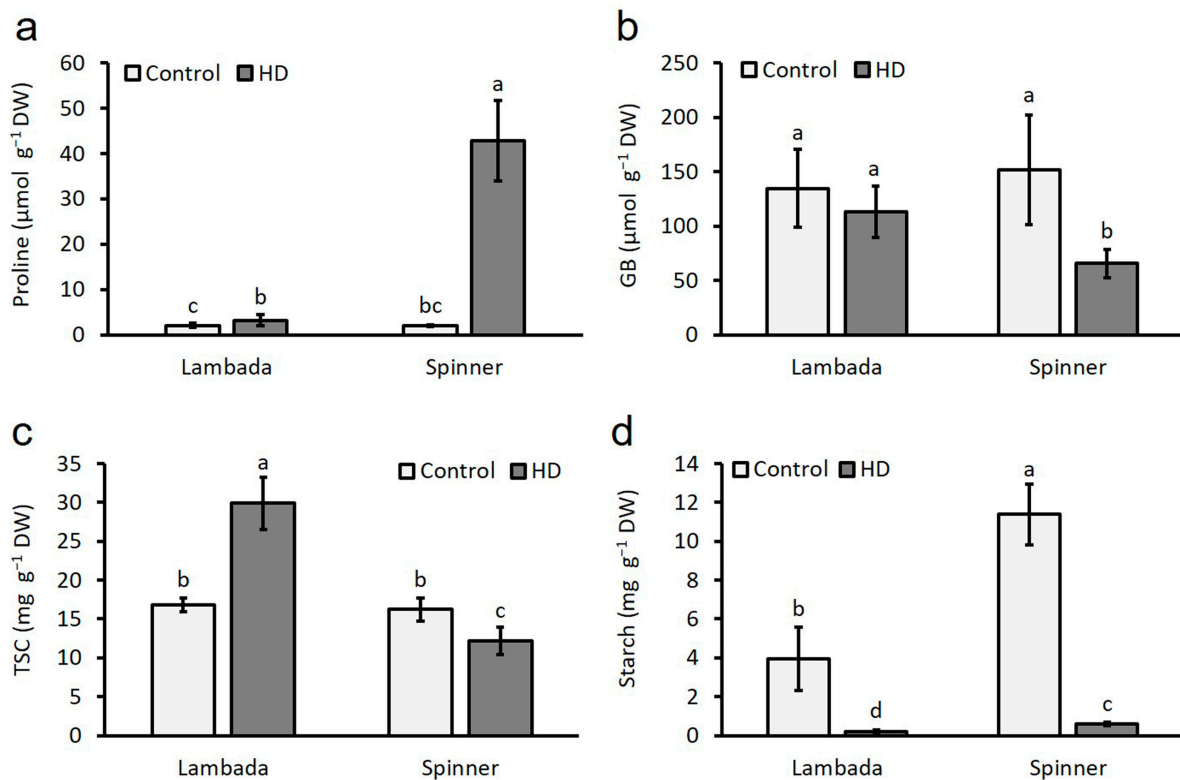 a
Proline (µmol g⁻¹ DW)
60
50
40
30
20
10
0
Control HD
c
b
bc
a
Lambada Spinner
b
GB (µmol g⁻¹ DW)
250
200
150
100
50
0
Control HD
a
a
a
b
Lambada Spinner
c
TSC (mg g⁻¹ DW)
35
30
25
20
15
10
5
0
Control HD
b
a
b
c
Lambada Spinner
d
Starch (mg g⁻¹ DW)
14
12
10
8
6
4
2
0
Control HD
b
d
a
c
Lambada Spinner